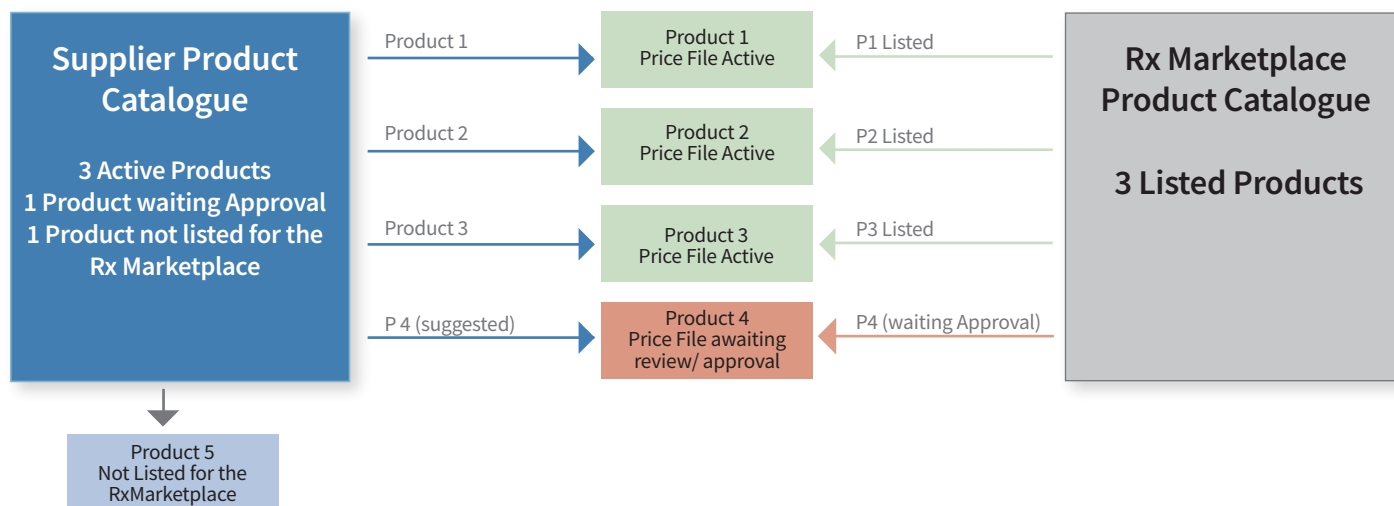 Supplier Product
Catalogue
3 Active Products
1 Product waiting Approval
1 Product not listed for the
Rx Marketplace
Product 1
Product 2
Product 3
P 4 (suggested)
Product 1
Price File Active
Product 2
Price File Active
Product 3
Price File Active
Product 4
Price File awaiting
review/ approval
P1 Listed
P2 Listed
P3 Listed
P4 (waiting Approval)
Rx Marketplace
Product Catalogue
3 Listed Products
Product 5
Not Listed for the
RxMarketplace